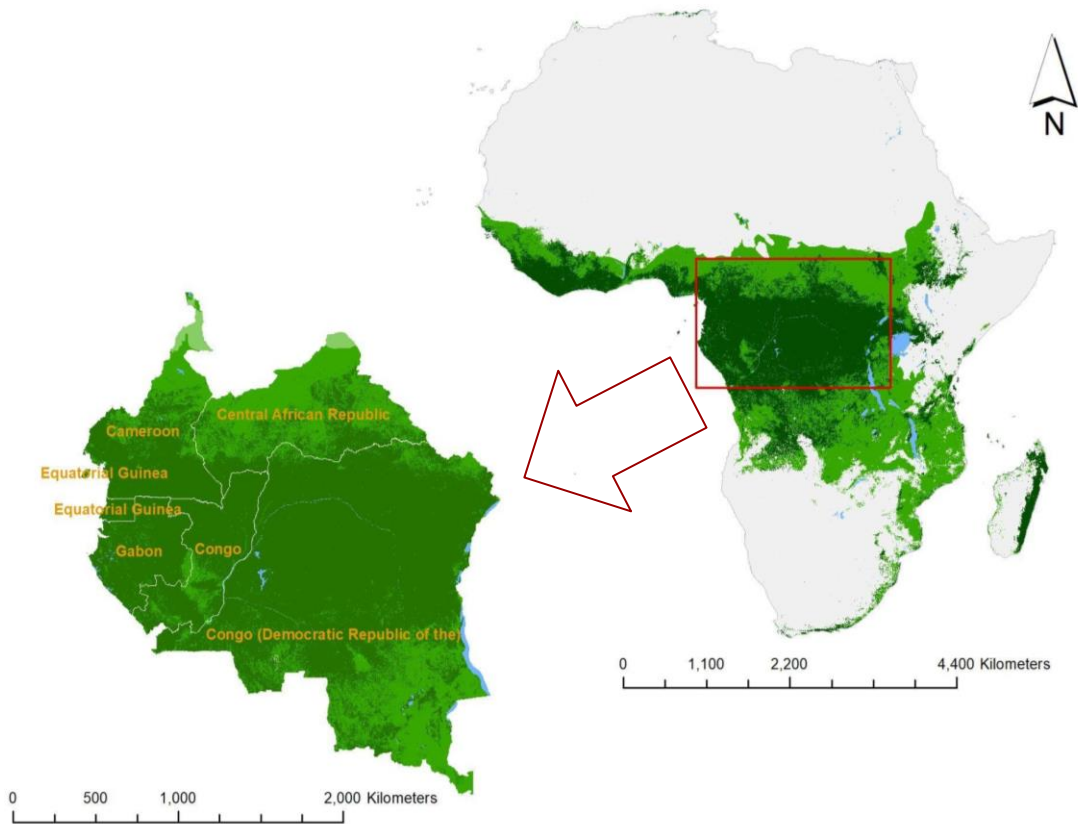 N
Central African Republic
Cameroon
Equatorial Guinea
Equatorial Guinea
Gabon
Congo
Congo (Democratic Republic of the)
0 1,100 2,200 4,400 Kilometers
0 500 1,000 2,000 Kilometers